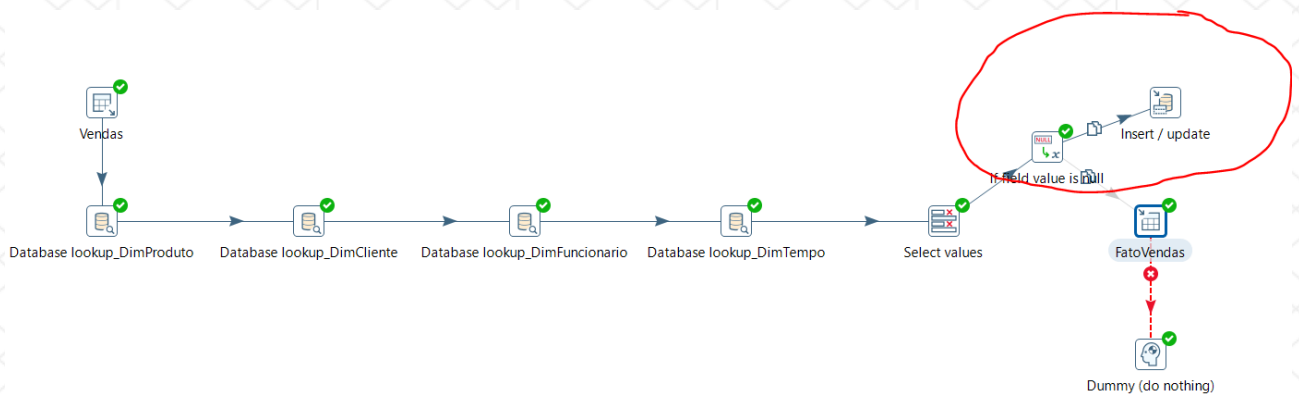 Vendas
Insert / update
NULL
x
If field value is null
Database lookup_DimProduto
Database lookup_DimCliente
Database lookup_DimFuncionario
Database lookup_DimTempo
Select values
FatoVendas
Dummy (do nothing)